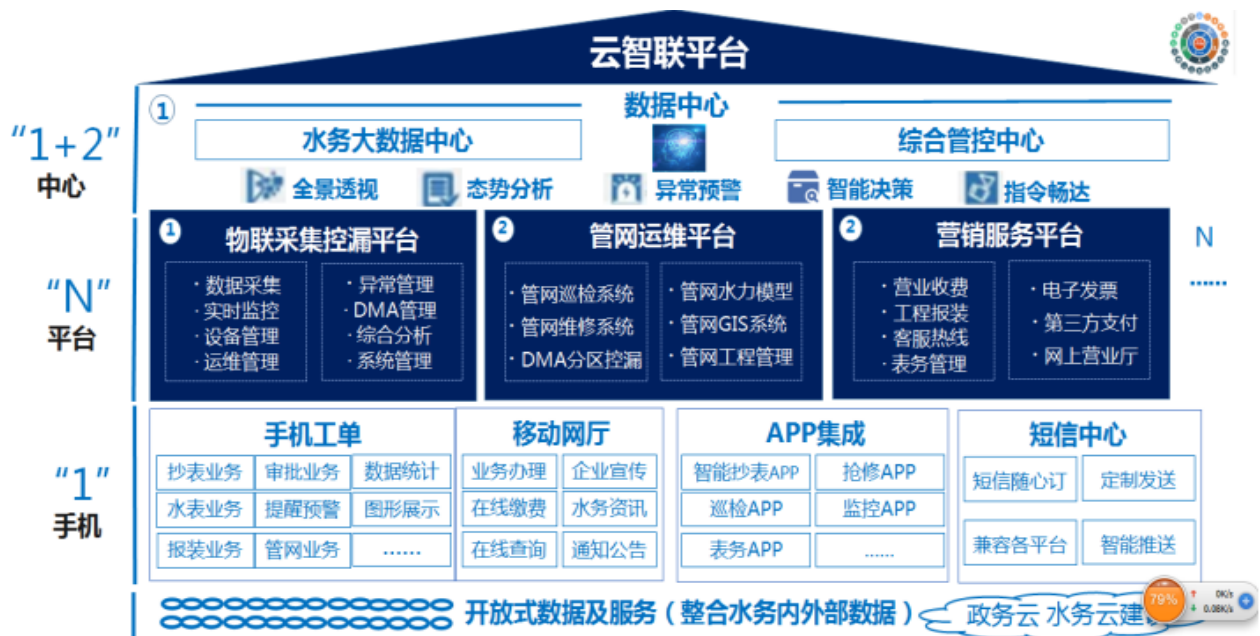 云智联平台
“1+2”
中心
①
数据中心
水务大数据中心
综合管控中心
全景透视
态势分析
异常预警
智能决策
指令畅达
“N”
平台
1
物联采集控漏平台
· 数据采集
· 实时监控
· 设备管理
· 运维管理
· 异常管理
· DMA管理
· 综合分析
· 系统管理
2
管网运维平台
· 管网巡检系统
· 管网维修系统
· DMA分区控漏
· 管网水力模型
· 管网GIS系统
· 管网工程管理
2
营销服务平台
· 营业收费
· 工程报装
· 客服热线
· 表务管理
· 电子发票
· 第三方支付
· 网上营业厅
N
……
“1”
手机
手机工单
抄表业务 审批业务 数据统计
水表业务 提醒预警 图形展示
报装业务 管网业务 ……
移动网厅
业务办理 企业宣传
在线缴费 水务资讯
在线查询 通知公告
APP集成
智能抄表APP 抢修APP
巡检APP 监控APP
表务APP ……
短信中心
短信随心订 定制发送
兼容各平台 智能推送
开放式数据及服务（整合水务内外部数据）
政务云 水务云建
79%
0K/s
0.08K/s